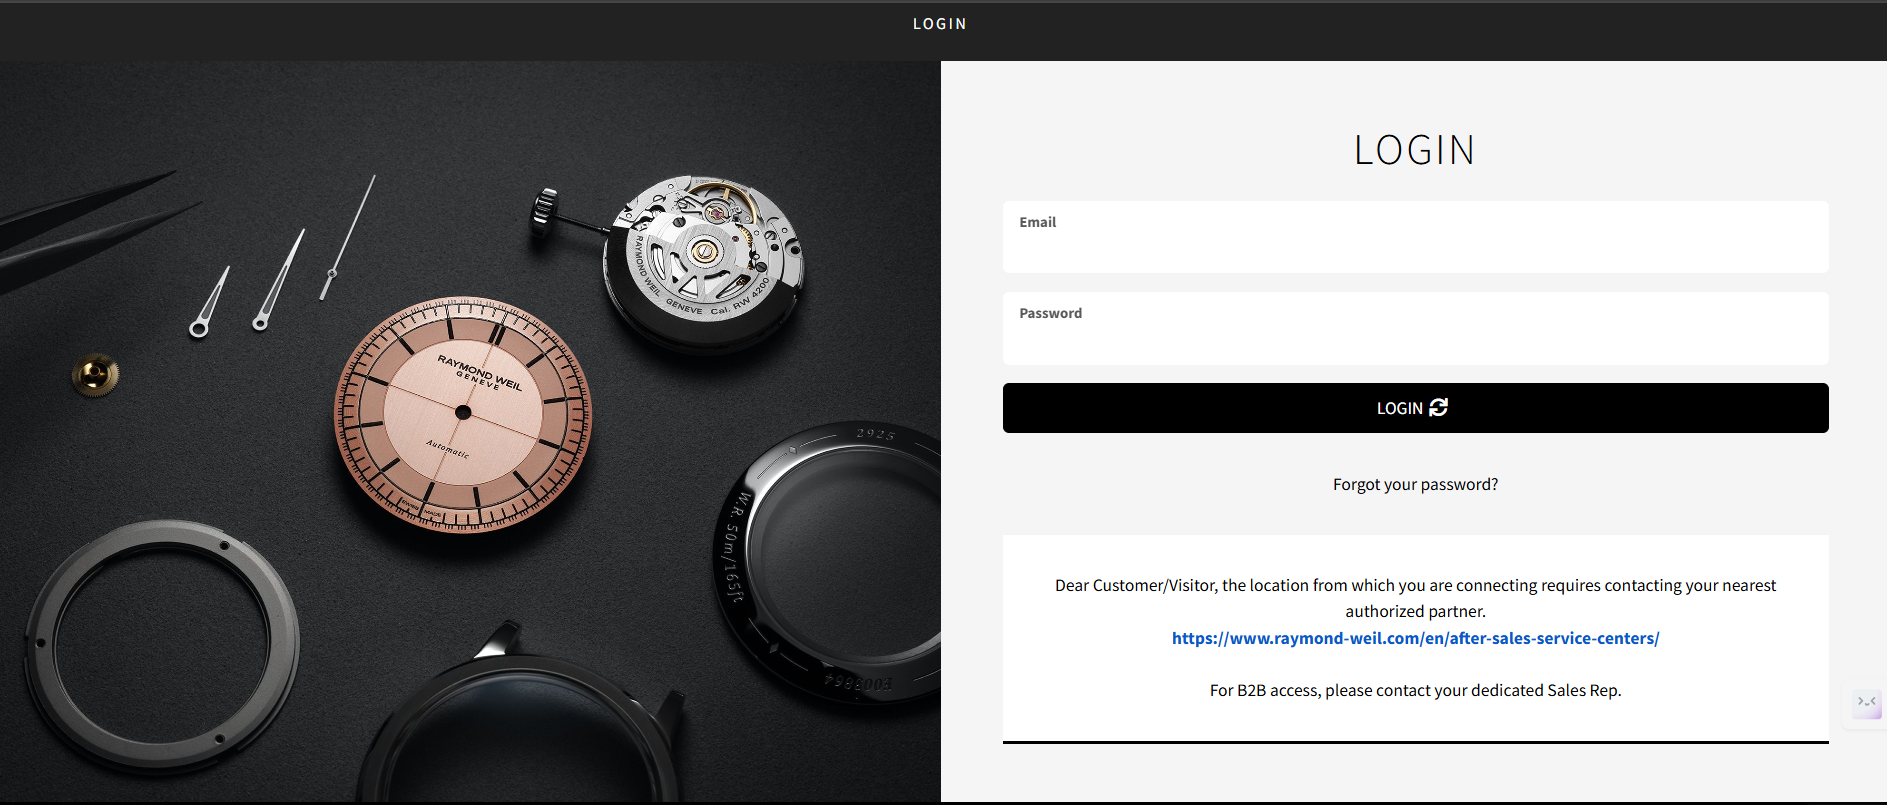 LOGIN
RAYMOND WEIL GENEVE Cal. RW 4200
RAYMOND WEIL
GENEVE
Automatic
SWISS MADE
2925
W.R. 50m/165ft
LOGIN
Email
Password
LOGIN
Forgot your password?
Dear Customer/Visitor, the location from which you are connecting requires contacting your nearest
authorized partner.
https://www.raymond-weil.com/en/after-sales-service-centers/
For B2B access, please contact your dedicated Sales Rep.